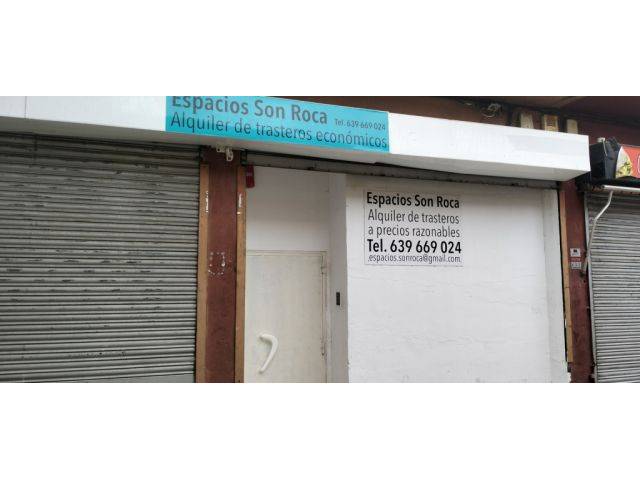 Espacios Son Roca Tel. 639 669 024
Alquiler de trasteros económicos
Espacios Son Roca
Alquiler de trasteros
a precios razonables
Tel. 639 669 024
espacios.sonroca@gmail.com